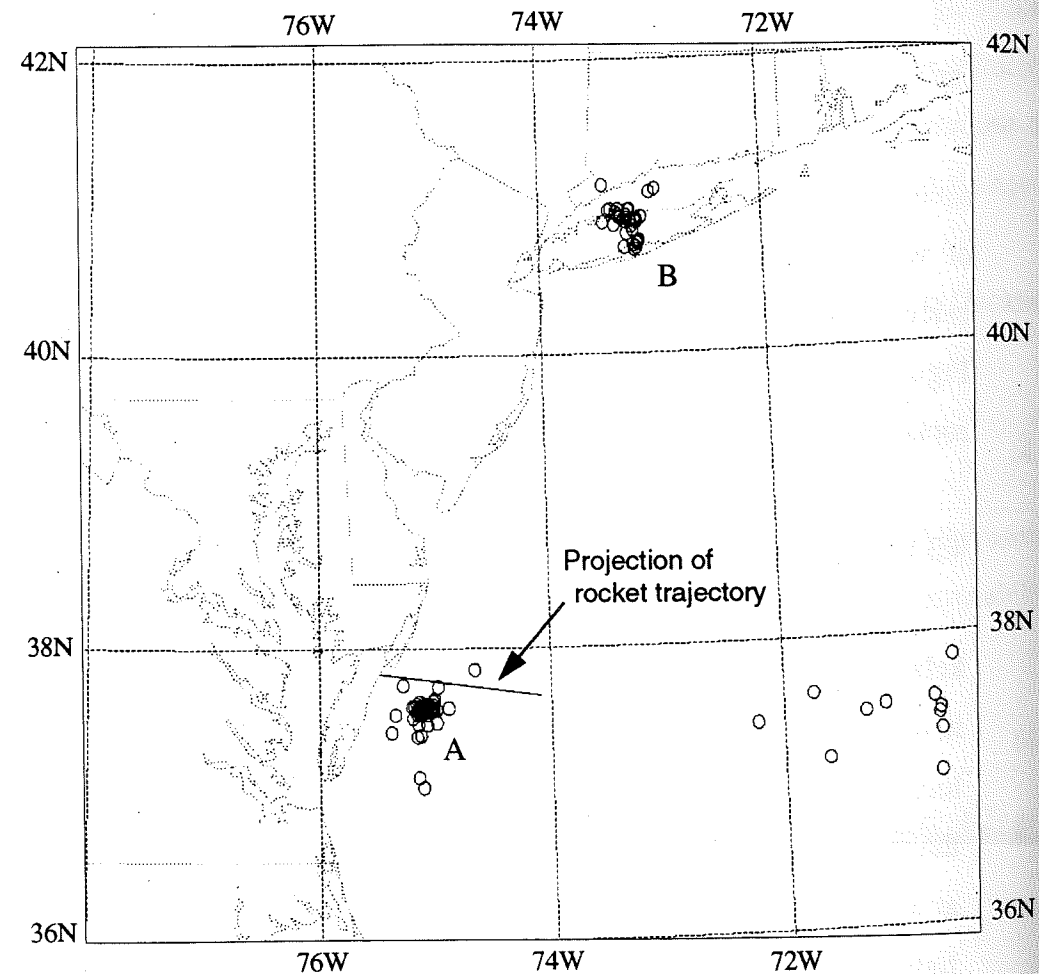 76W 74W 72W
42N 42N
B
40N 40N
Projection of
rocket trajectory
38N 38N
A
36N 36N
76W 74W 72W